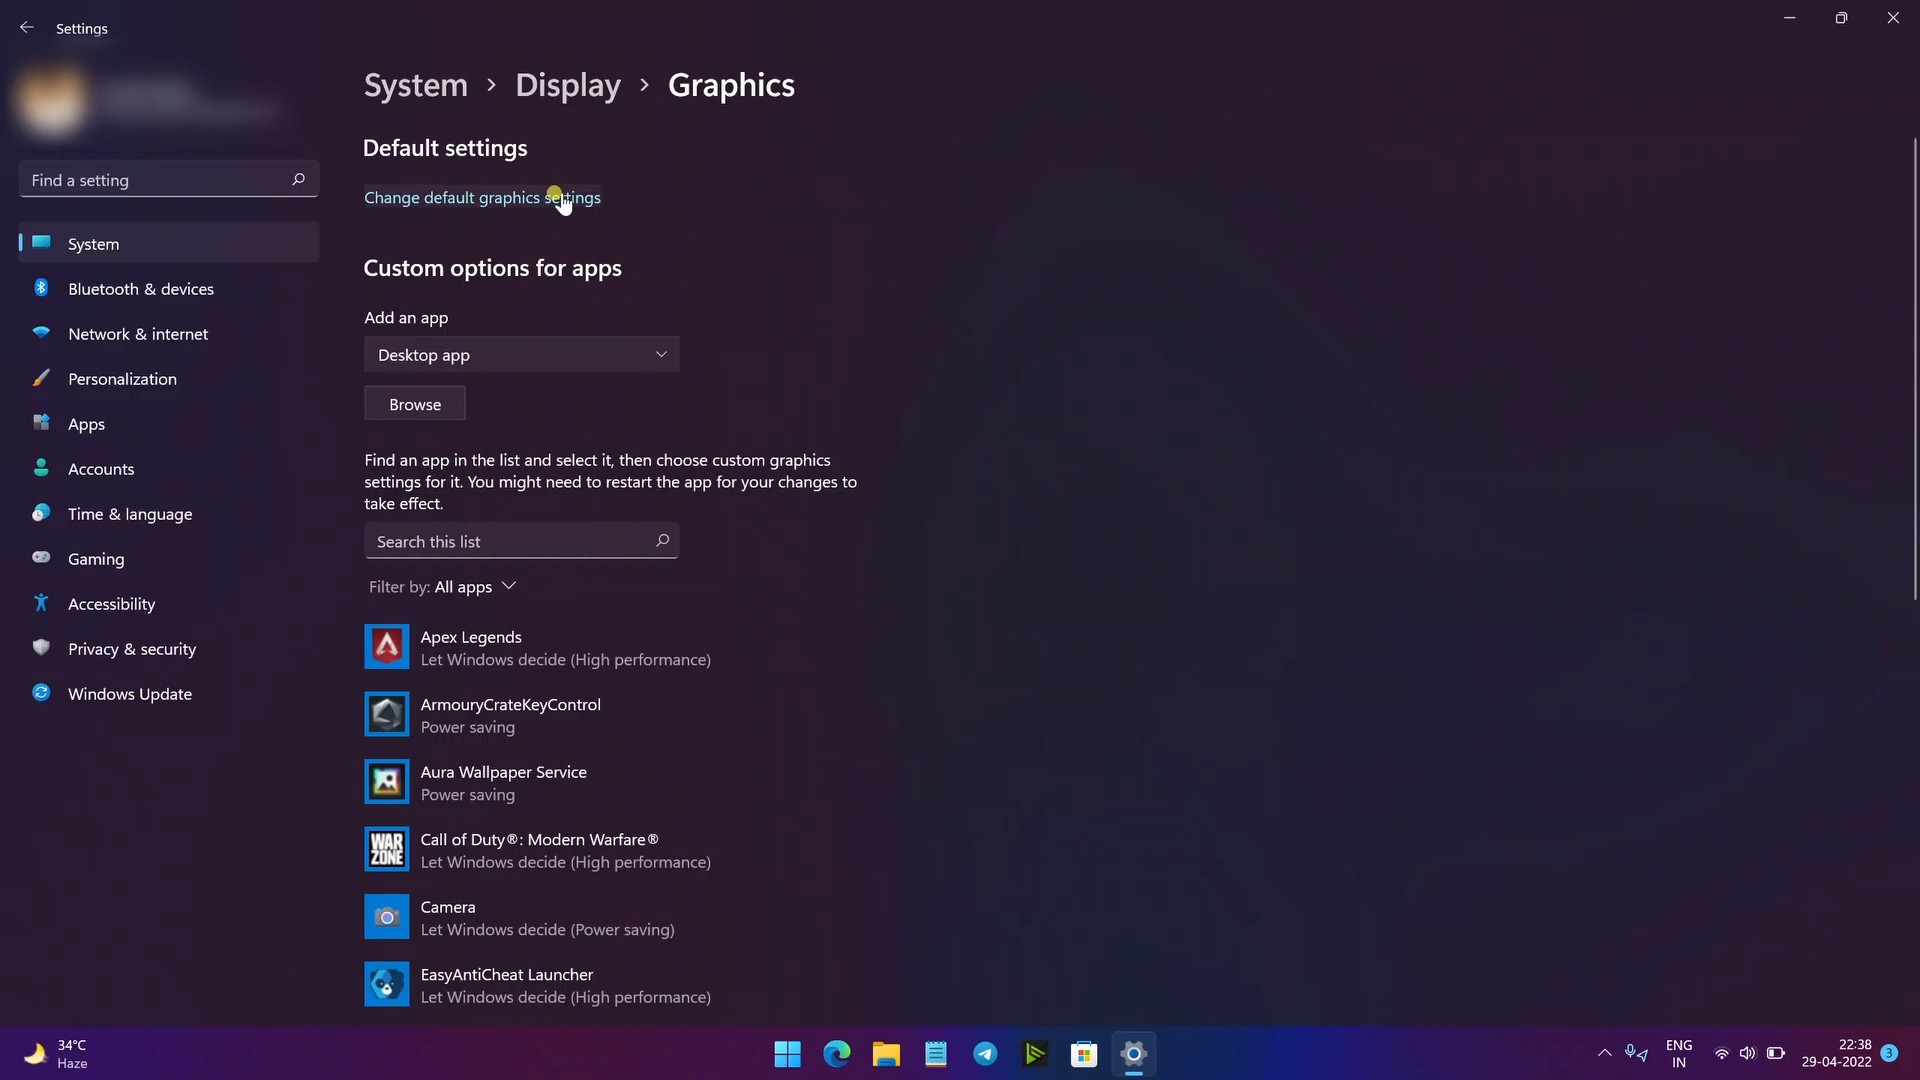 Settings
System > Display > Graphics
Default settings
Change default graphics settings
Find a setting
System
Bluetooth & devices
Network & internet
Personalization
Apps
Accounts
Time & language
Gaming
Accessibility
Privacy & security
Windows Update
Custom options for apps
Add an app
Desktop app
Browse
Find an app in the list and select it, then choose custom graphics
settings for it. You might need to restart the app for your changes to
take effect.
Search this list
Filter by: All apps
Apex Legends
Let Windows decide (High performance)
ArmouryCrateKeyControl
Power saving
Aura Wallpaper Service
Power saving
WAR
ZONE
Call of Duty®: Modern Warfare®
Let Windows decide (High performance)
Camera
Let Windows decide (Power saving)
EasyAntiCheat Launcher
Let Windows decide (High performance)
34°C
Haze
ENG
IN
22:38
29-04-2022
3